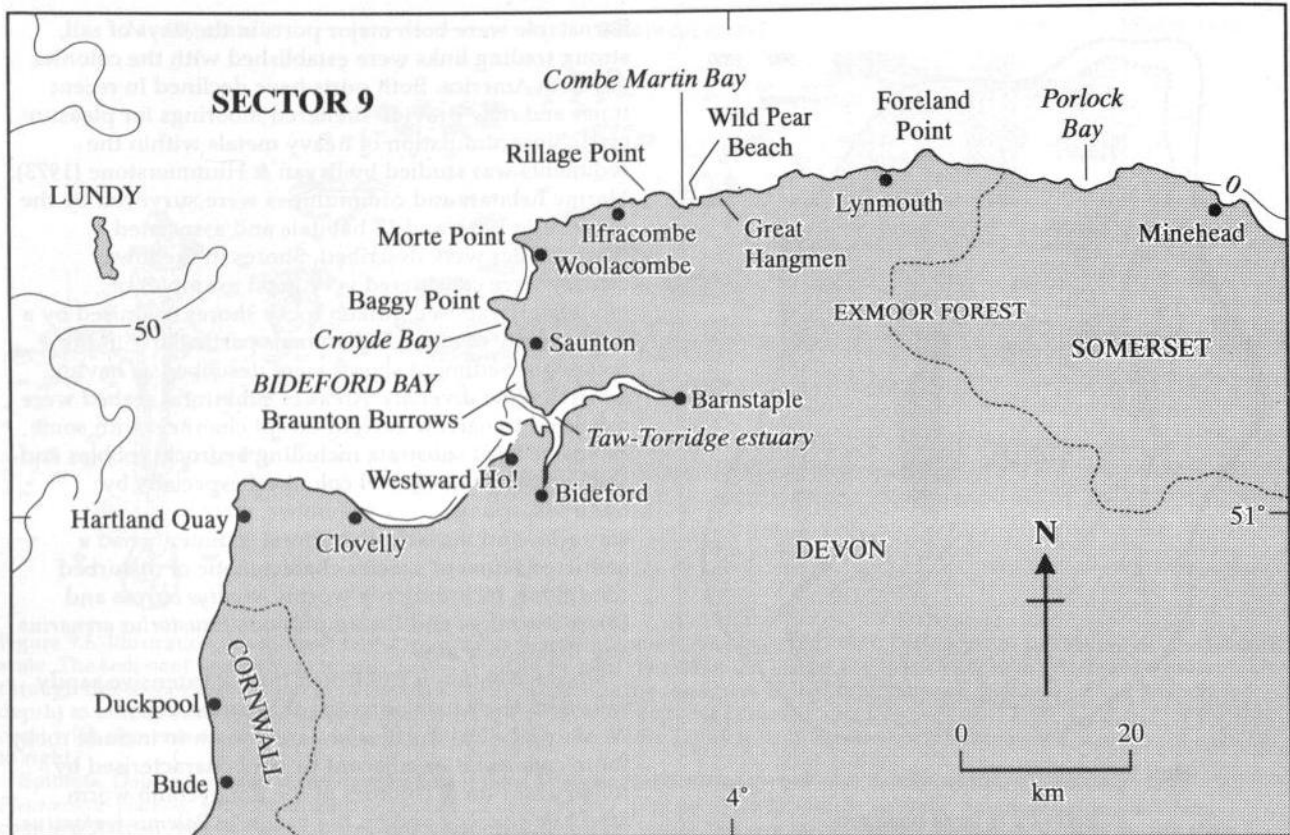 Combe Martin Bay
SECTOR 9
Foreland
Point
Porlock
Bay
Wild Pear
Beach
Rillage Point
LUNDY
0
Lynmouth
Minehead
Ilfracombe
Great
Hangmen
Morte Point
Woolacombe
Baggy Point
EXMOOR FOREST
50
Croyde Bay
Saunton
SOMERSET
BIDEFORD BAY
Barnstaple
Braunton Burrows
0
Taw-Torridge estuary
Westward Ho!
Bideford
Hartland Quay
Clovelly
51°
N
DEVON
CORNWALL
Duckpool
0
20
km
Bude
4°